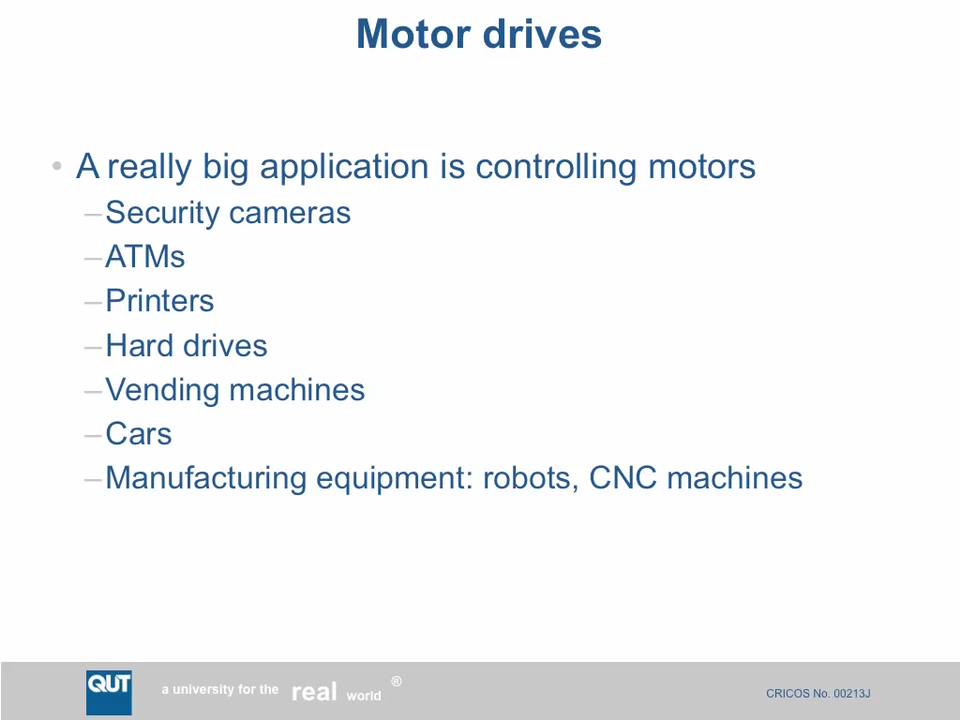 Motor drives
• A really big application is controlling motors
–Security cameras
–ATMs
–Printers
–Hard drives
–Vending machines
–Cars
–Manufacturing equipment: robots, CNC machines
QUT
a university for the real world ®
CRICOS No. 00213J